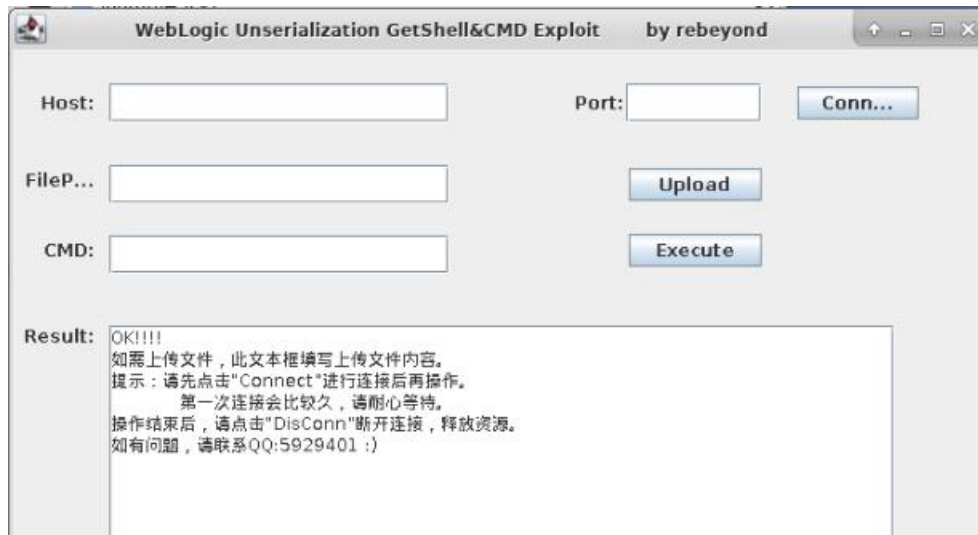 WebLogic Unserialization GetShell&CMD Exploit by rebeyond
Host:
Port:
Conn...
FileP...
Upload
CMD:
Execute
Result:
OK!!!!
如需上传文件，此文本框填写上传文件内容。
提示：请先点击"Connect"进行连接后再操作。
第一次连接会比较久，请耐心等待。
操作结束后，请点击"DisConn"断开连接，释放资源。
如有问题，请联系QQ:5929401 :)